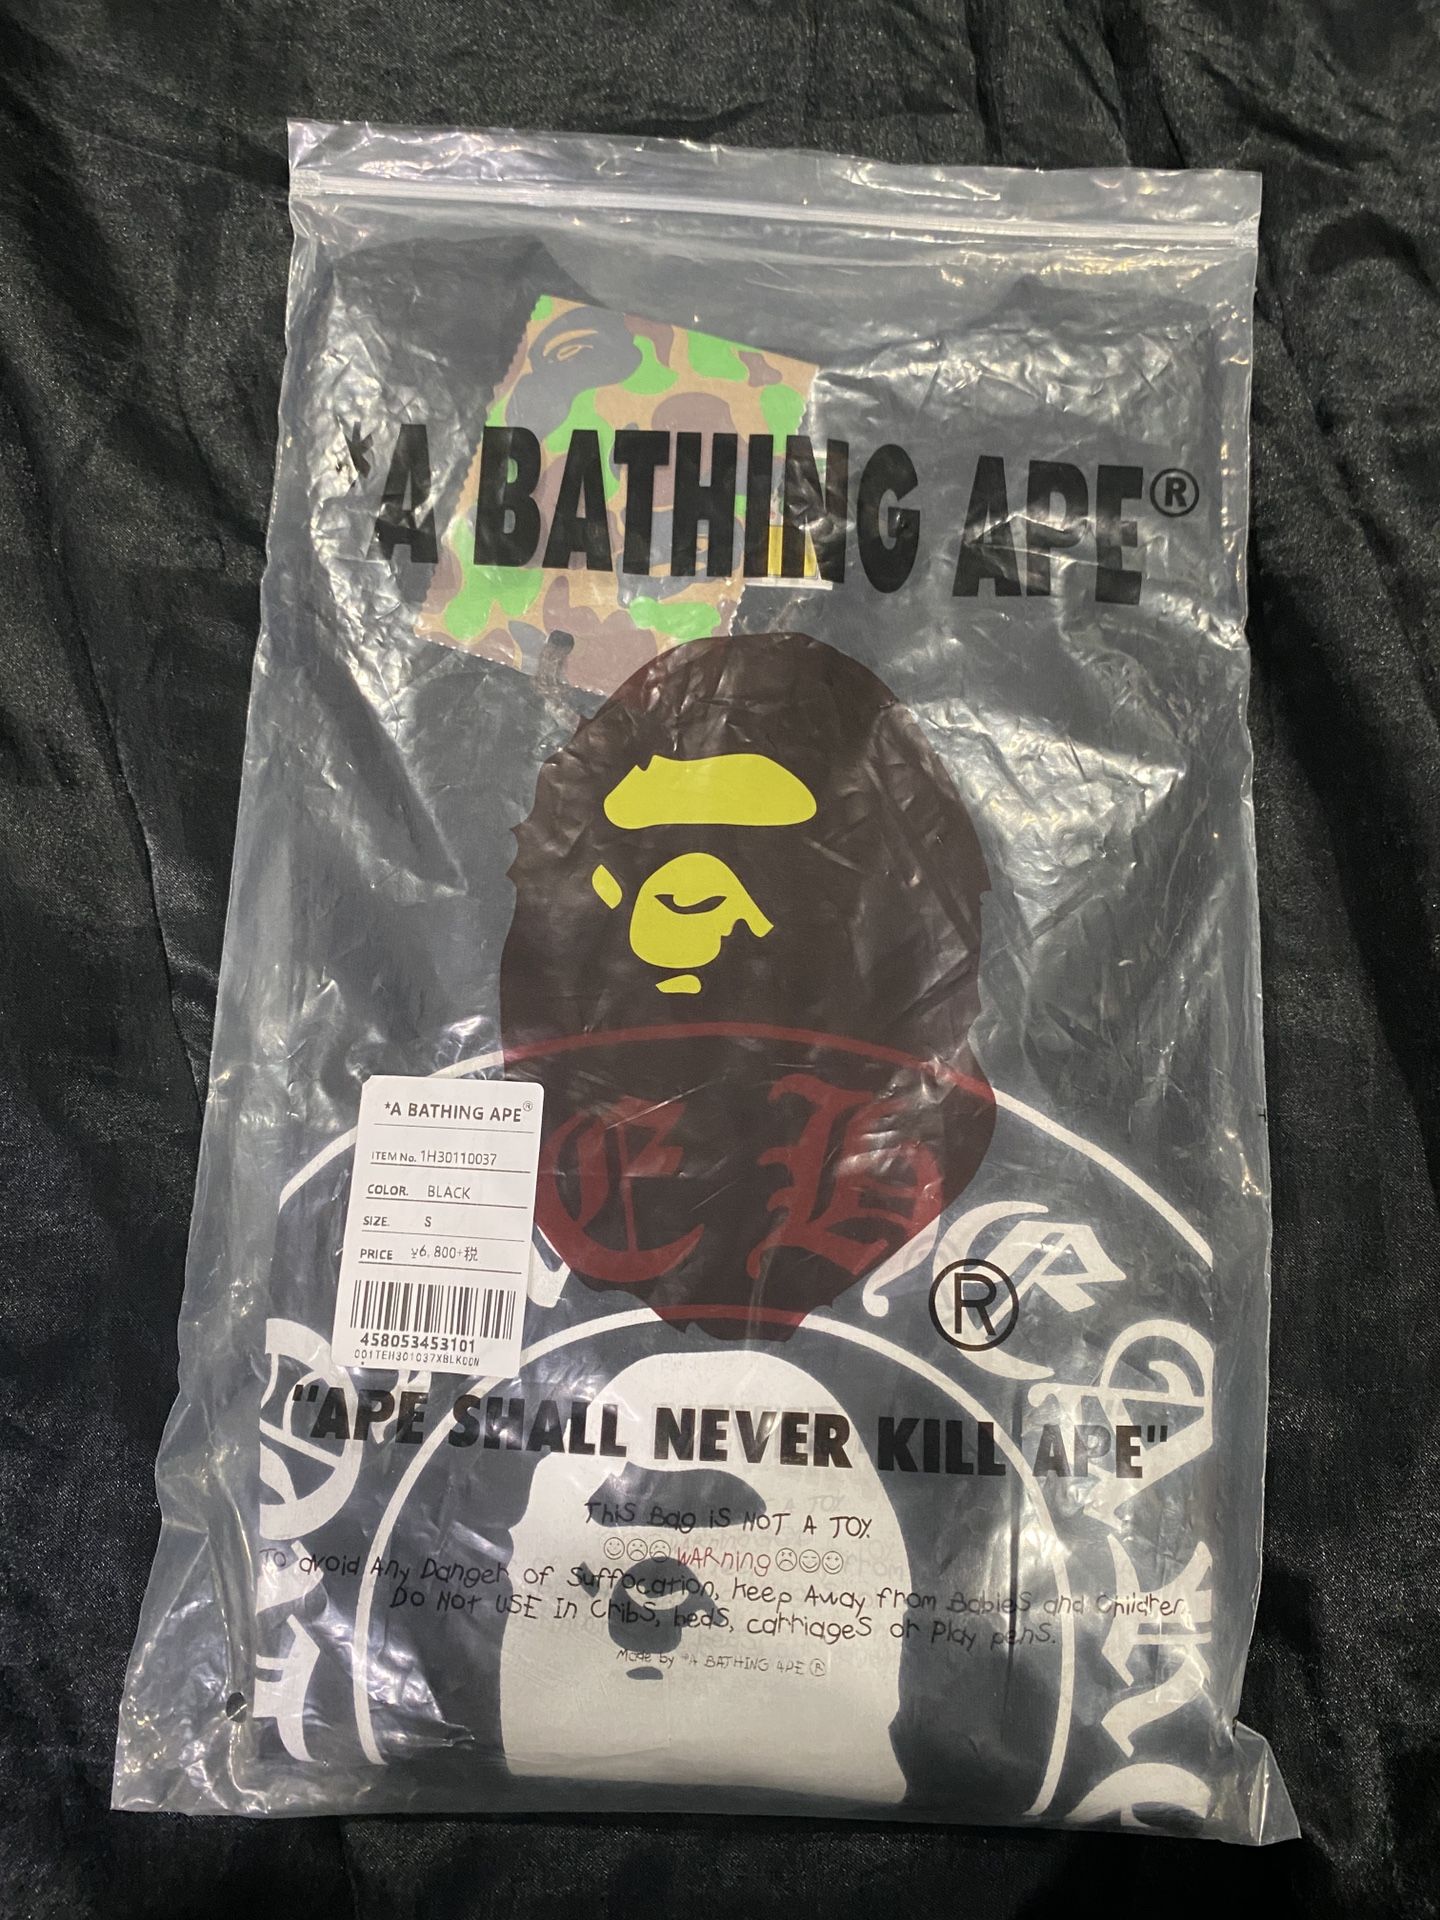 *A BATHING APE®
*A BATHING APE®
ITEM No. 1H30110037
COLOR. BLACK
SIZE. S
PRICE ¥6,800+税
458053453101
001TEH301037XBLK00N
®
"APE SHALL NEVER KILL APE"
This Bag iS NOT A TOY.
WARning
To avoid Any Danger of Suffocation, Keep Away from Babies and Children.
Do Not USE In Cribs, beds, carriages or Play pens.
Made by *A BATHING APE ®